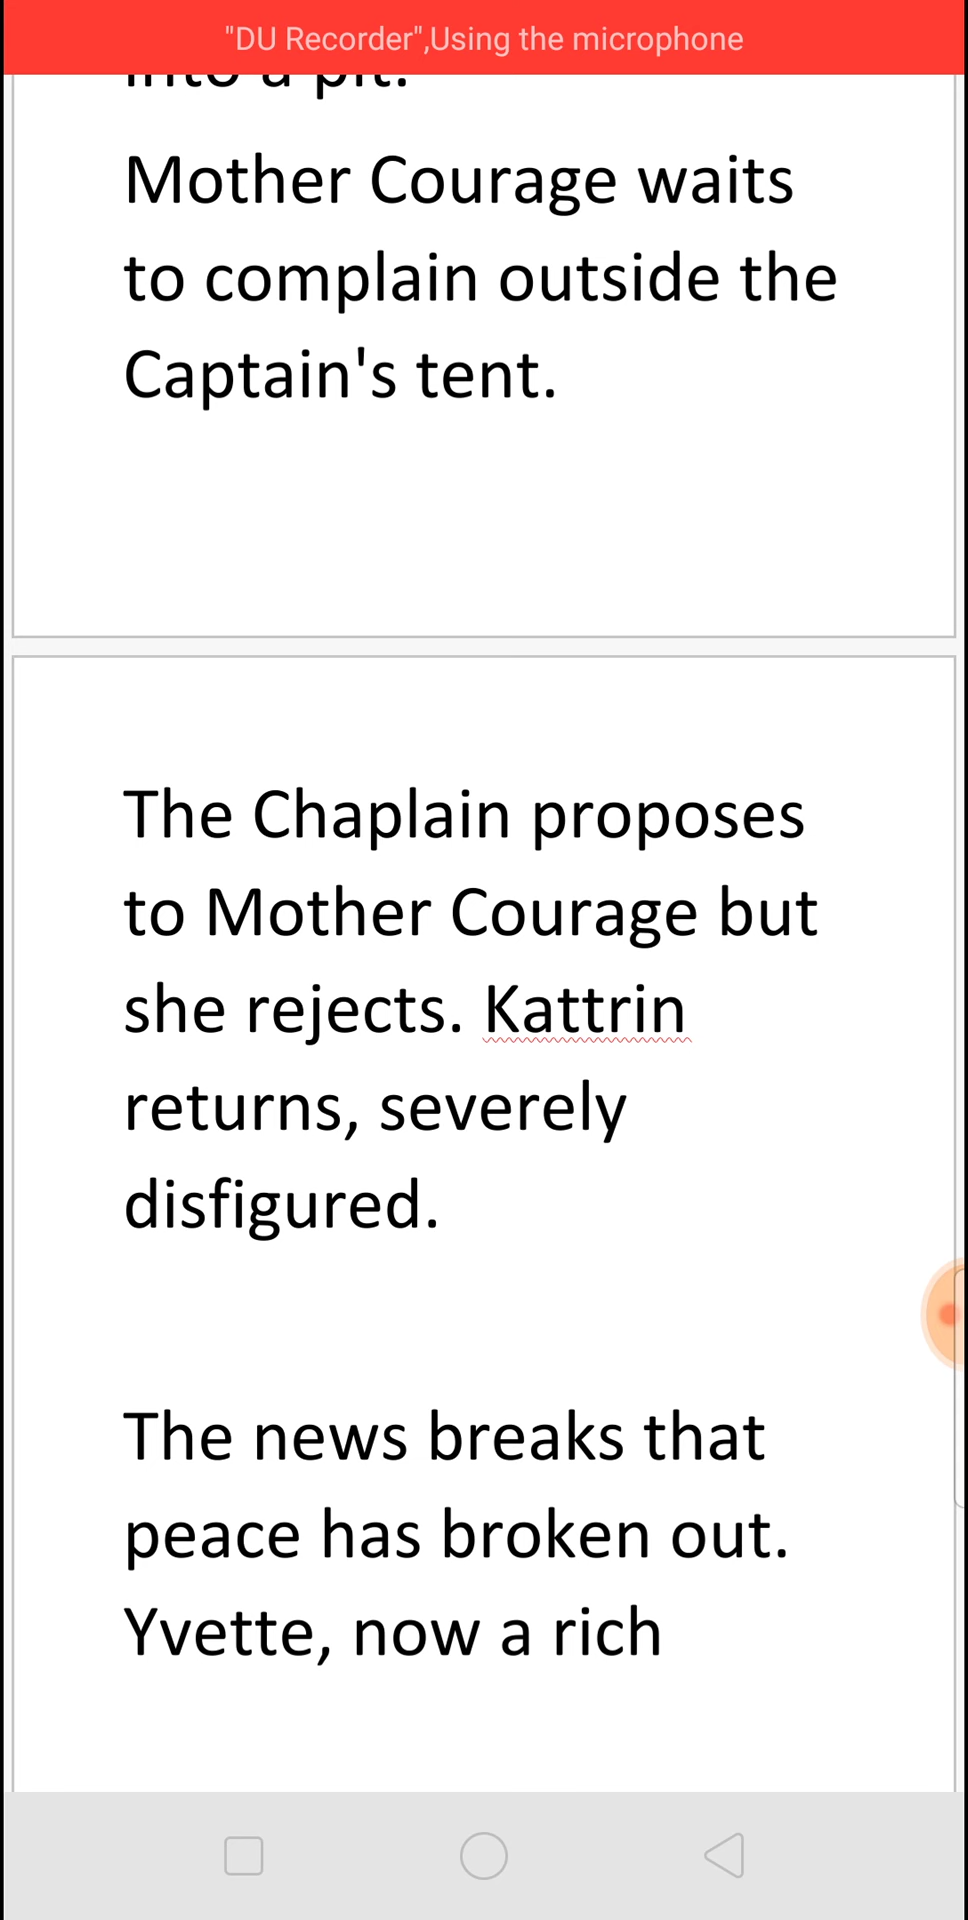 "DU Recorder",Using the microphone
into a pit.
Mother Courage waits
to complain outside the
Captain's tent.
The Chaplain proposes
to Mother Courage but
she rejects. Kattrin
returns, severely
disfigured.
The news breaks that
peace has broken out.
Yvette, now a rich